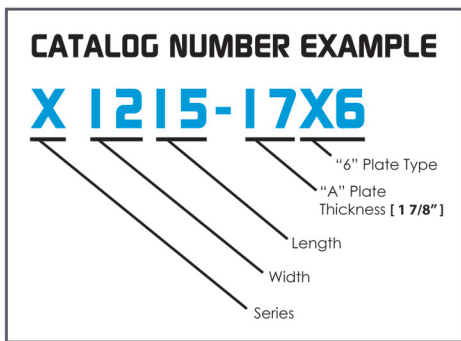 CATALOG NUMBER EXAMPLE
X 1215-17X6
“6” Plate Type
“A” Plate
Thickness [ 1 7/8” ]
Length
Width
Series